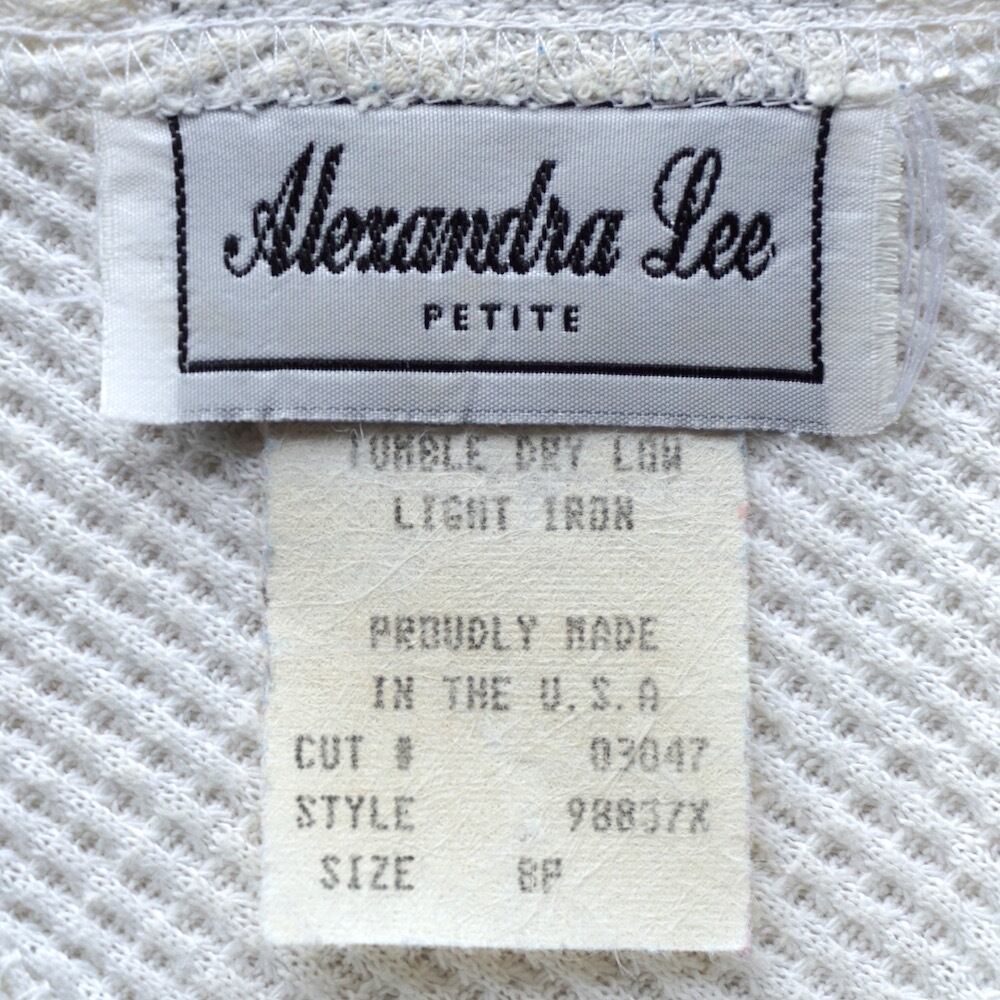 Alexandra Lee
PETITE
TUMBLE DRY LOW
LIGHT IRON
PROUDLY MADE
IN THE U.S.A
CUT # 03047
STYLE 98837X
SIZE 8P